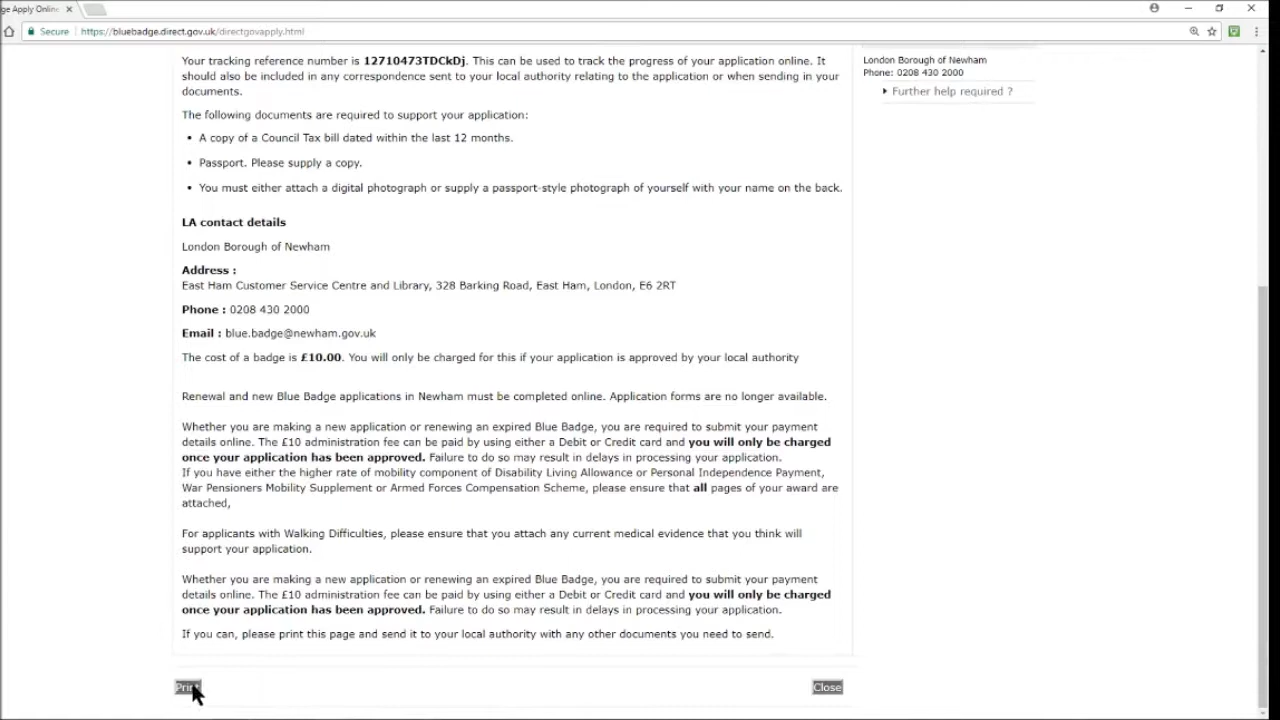 ge Apply Online
Secure
https://bluebadge.direct.gov.uk/directgovapply.html
Your tracking reference number is 12710473TDCkDj. This can be used to track the progress of your application online. It
should also be included in any correspondence sent to your local authority relating to the application or when sending in your
documents.
The following documents are required to support your application:
• A copy of a Council Tax bill dated within the last 12 months.
• Passport. Please supply a copy.
• You must either attach a digital photograph or supply a passport-style photograph of yourself with your name on the back.
LA contact details
London Borough of Newham
Address :
East Ham Customer Service Centre and Library, 328 Barking Road, East Ham, London, E6 2RT
Phone : 0208 430 2000
Email : blue.badge@newham.gov.uk
The cost of a badge is £10.00. You will only be charged for this if your application is approved by your local authority
Renewal and new Blue Badge applications in Newham must be completed online. Application forms are no longer available.
Whether you are making a new application or renewing an expired Blue Badge, you are required to submit your payment
details online. The £10 administration fee can be paid by using either a Debit or Credit card and you will only be charged
once your application has been approved. Failure to do so may result in delays in processing your application.
If you have either the higher rate of mobility component of Disability Living Allowance or Personal Independence Payment,
War Pensioners Mobility Supplement or Armed Forces Compensation Scheme, please ensure that all pages of your award are
attached,
For applicants with Walking Difficulties, please ensure that you attach any current medical evidence that you think will
support your application.
Whether you are making a new application or renewing an expired Blue Badge, you are required to submit your payment
details online. The £10 administration fee can be paid by using either a Debit or Credit card and you will only be charged
once your application has been approved. Failure to do so may result in delays in processing your application.
If you can, please print this page and send it to your local authority with any other documents you need to send.
Print
Close
London Borough of Newham
Phone: 0208 430 2000
Further help required ?